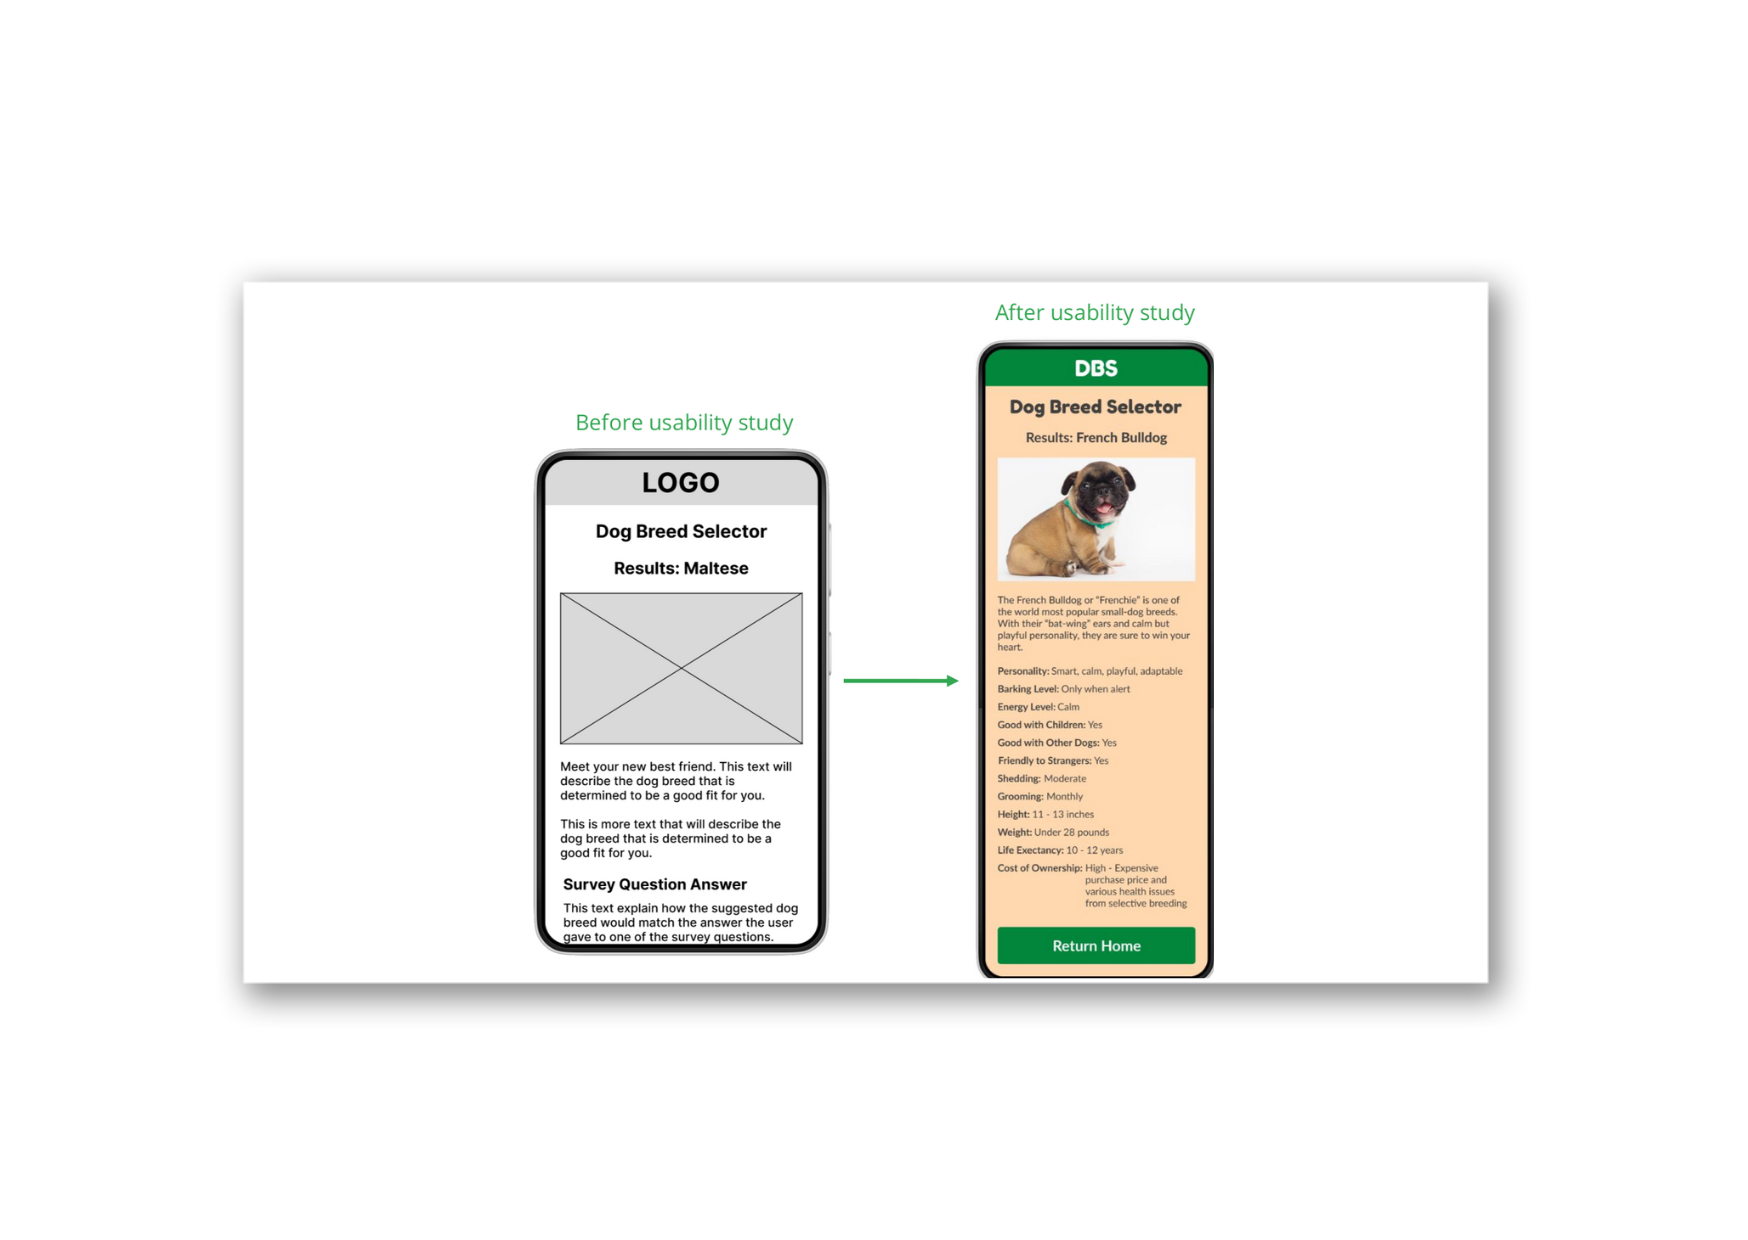 Before usability study
LOGO
Dog Breed Selector
Results: Maltese
Meet your new best friend. This text will
describe the dog breed that is
determined to be a good fit for you.
This is more text that will describe the
dog breed that is determined to be a
good fit for you.
Survey Question Answer
This text explain how the suggested dog
breed would match the answer the user
gave to one of the survey questions.
After usability study
DBS
Dog Breed Selector
Results: French Bulldog
The French Bulldog or “Frenchie” is one of
the world most popular small-dog breeds.
With their “bat-wing” ears and calm but
playful personality, they are sure to win your
heart.
Personality: Smart, calm, playful, adaptable
Barking Level: Only when alert
Energy Level: Calm
Good with Children: Yes
Good with Other Dogs: Yes
Friendly to Strangers: Yes
Shedding: Moderate
Grooming: Monthly
Height: 11 - 13 inches
Weight: Under 28 pounds
Life Exectancy: 10 - 12 years
Cost of Ownership: High - Expensive
purchase price and
various health issues
from selective breeding
Return Home